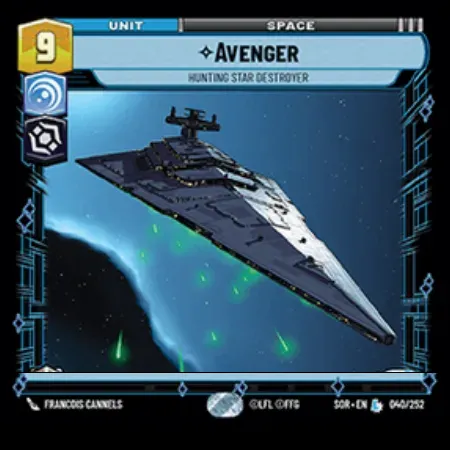 UNIT SPACE
9
AVENGER
HUNTING STAR DESTROYER
FRANCOIS CANNELS ©LFL ©FFG SOR • EN 040/252